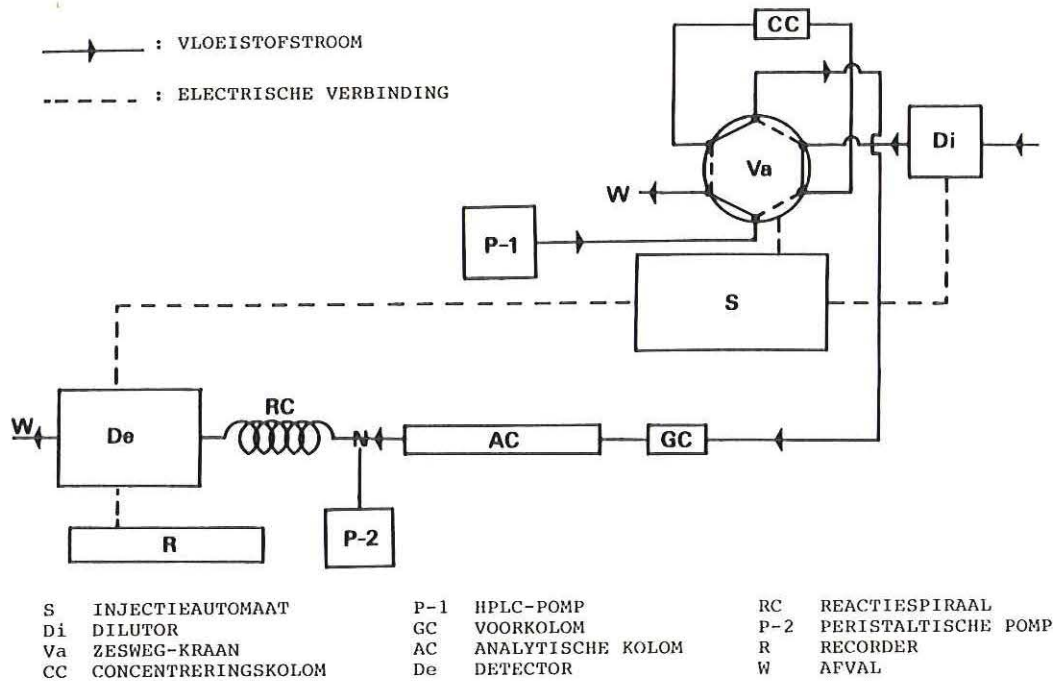 : VLOEISTOFSTROOM
: ELECTRISCHE VERBINDING
CC
Va
Di
W
P-1
S
W
De
RC
N
AC
GC
R
P-2
S INJECTIEAUTOMAAT
Di DILUTOR
Va ZESWEG-KRAAN
CC CONCENTRERINGSKOLOM
P-1 HPLC-POMP
GC VOORKOLOM
AC ANALYTISCHE KOLOM
De DETECTOR
RC REACTIESPIRAAL
P-2 PERISTALTISCHE POMP
R RECORDER
W AFVAL